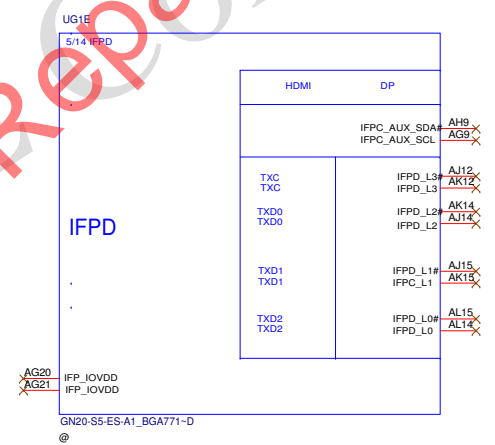 UG1E
5/14 IFPD
HDMI DP
IFPC_AUX_SDA# AH9
IFPC_AUX_SCL AG9
TXC IFPD_L3# AJ12
TXC IFPD_L3 AK12
TXD0 IFPD_L2# AK14
TXD0 IFPD_L2 AJ14
IFPD
TXD1 IFPD_L1# AJ15
TXD1 IFPC_L1 AK15
TXD2 IFPD_L0# AL15
TXD2 IFPD_L0 AL14
AG20 IFP_IOVDD
AG21 IFP_IOVDD
GN20-S5-ES-A1_BGA771~D
@
Rep